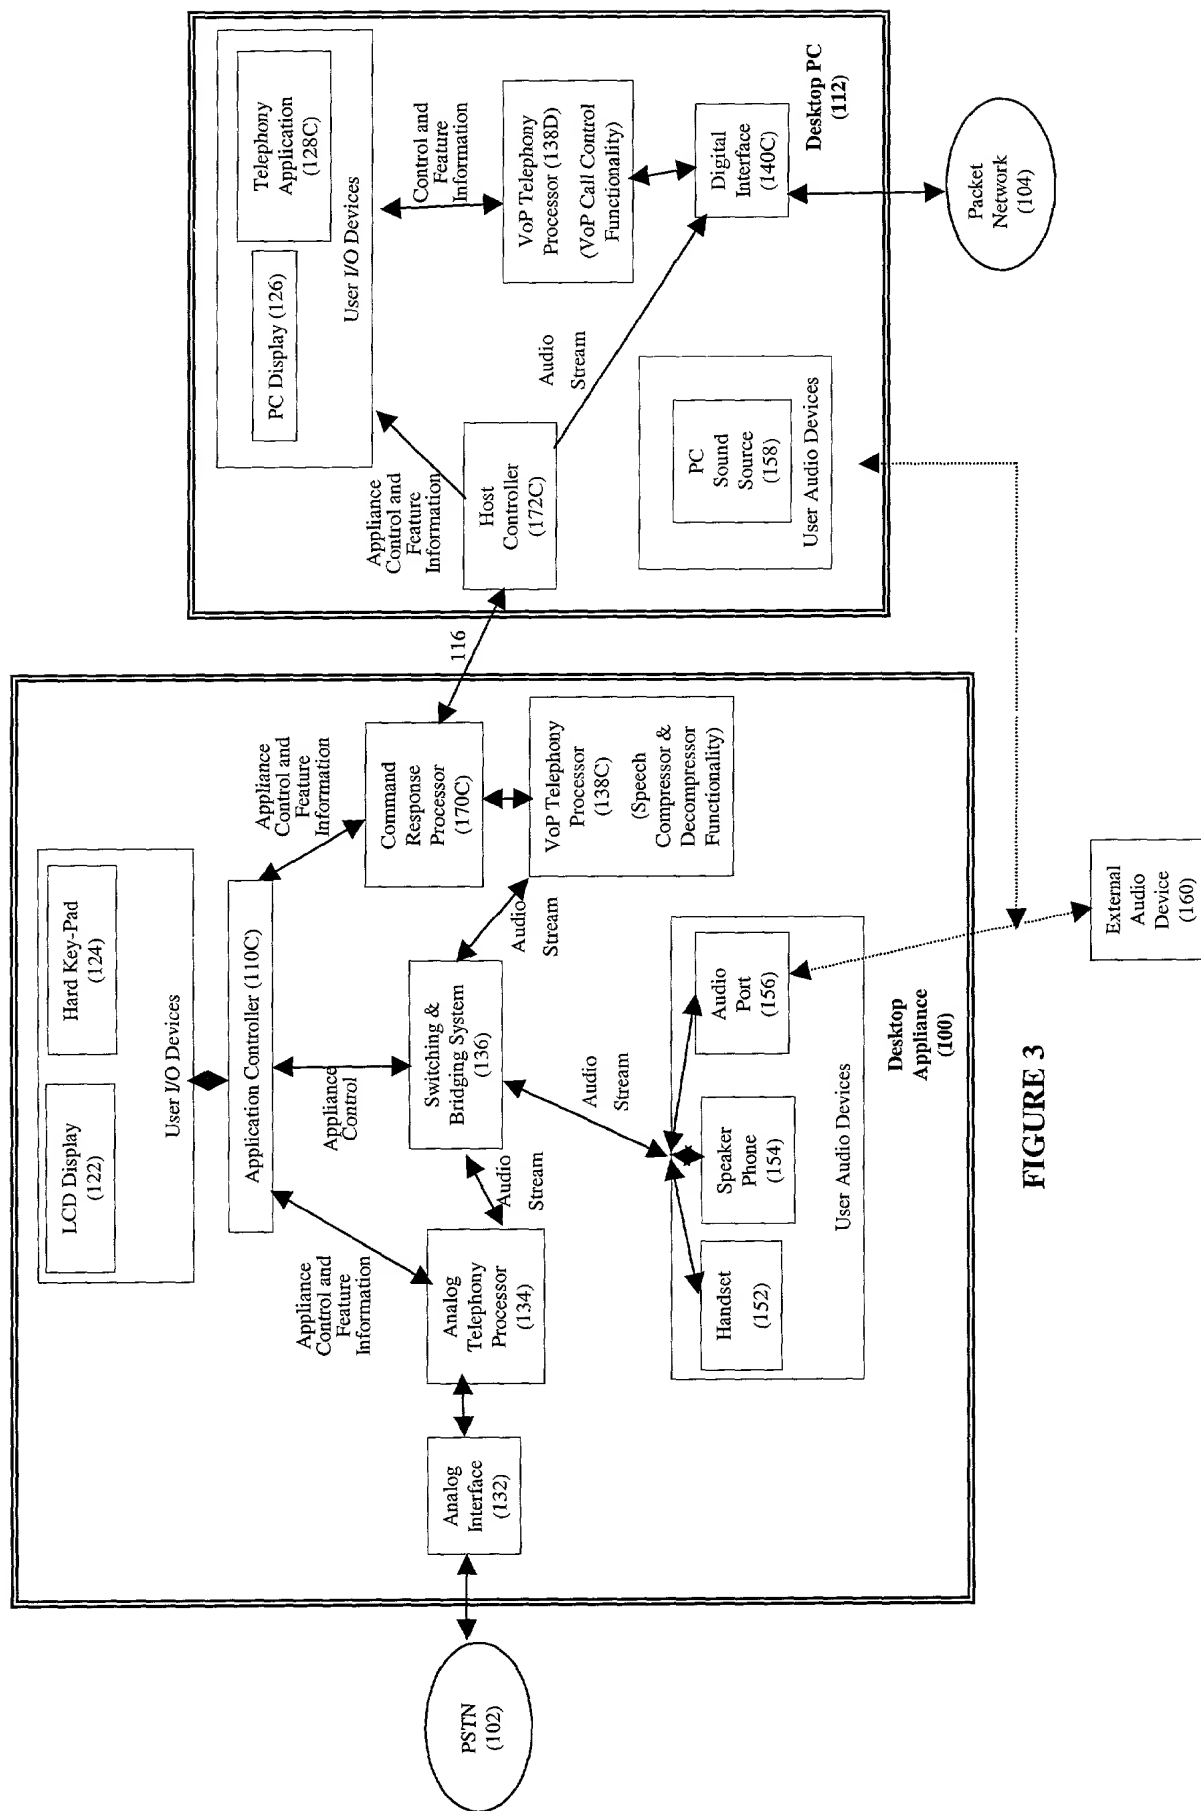 LCD Display
(122)
Hard Key-Pad
(124)
User I/O Devices
Application Controller (110C)
Appliance
Control and
Feature
Information
Appliance
Control
Appliance
Control and
Feature
Information
PSTN
(102)
Analog
Interface
(132)
Analog
Telephony
Processor
(134)
Audio
Stream
Switching &
Bridging System
(136)
Audio
Stream
Command
Response
Processor
(170C)
VoP Telephony
Processor
(138C)
(Speech
Compressor &
Decompressor
Functionality)
Audio
Stream
Handset
(152)
Speaker
Phone
(154)
Audio
Port
(156)
User Audio Devices
Desktop
Appliance
(100)
116
PC Display (126)
Telephony
Application
(128C)
User I/O Devices
Appliance
Control and
Feature
Information
Control and
Feature
Information
Host
Controller
(172C)
VoP Telephony
Processor (138D)
(VoP Call Control
Functionality)
Audio
Stream
PC
Sound
Source
(158)
User Audio Devices
Digital
Interface
(140C)
Desktop PC
(112)
External
Audio
Device
(160)
Packet
Network
(104)
FIGURE 3